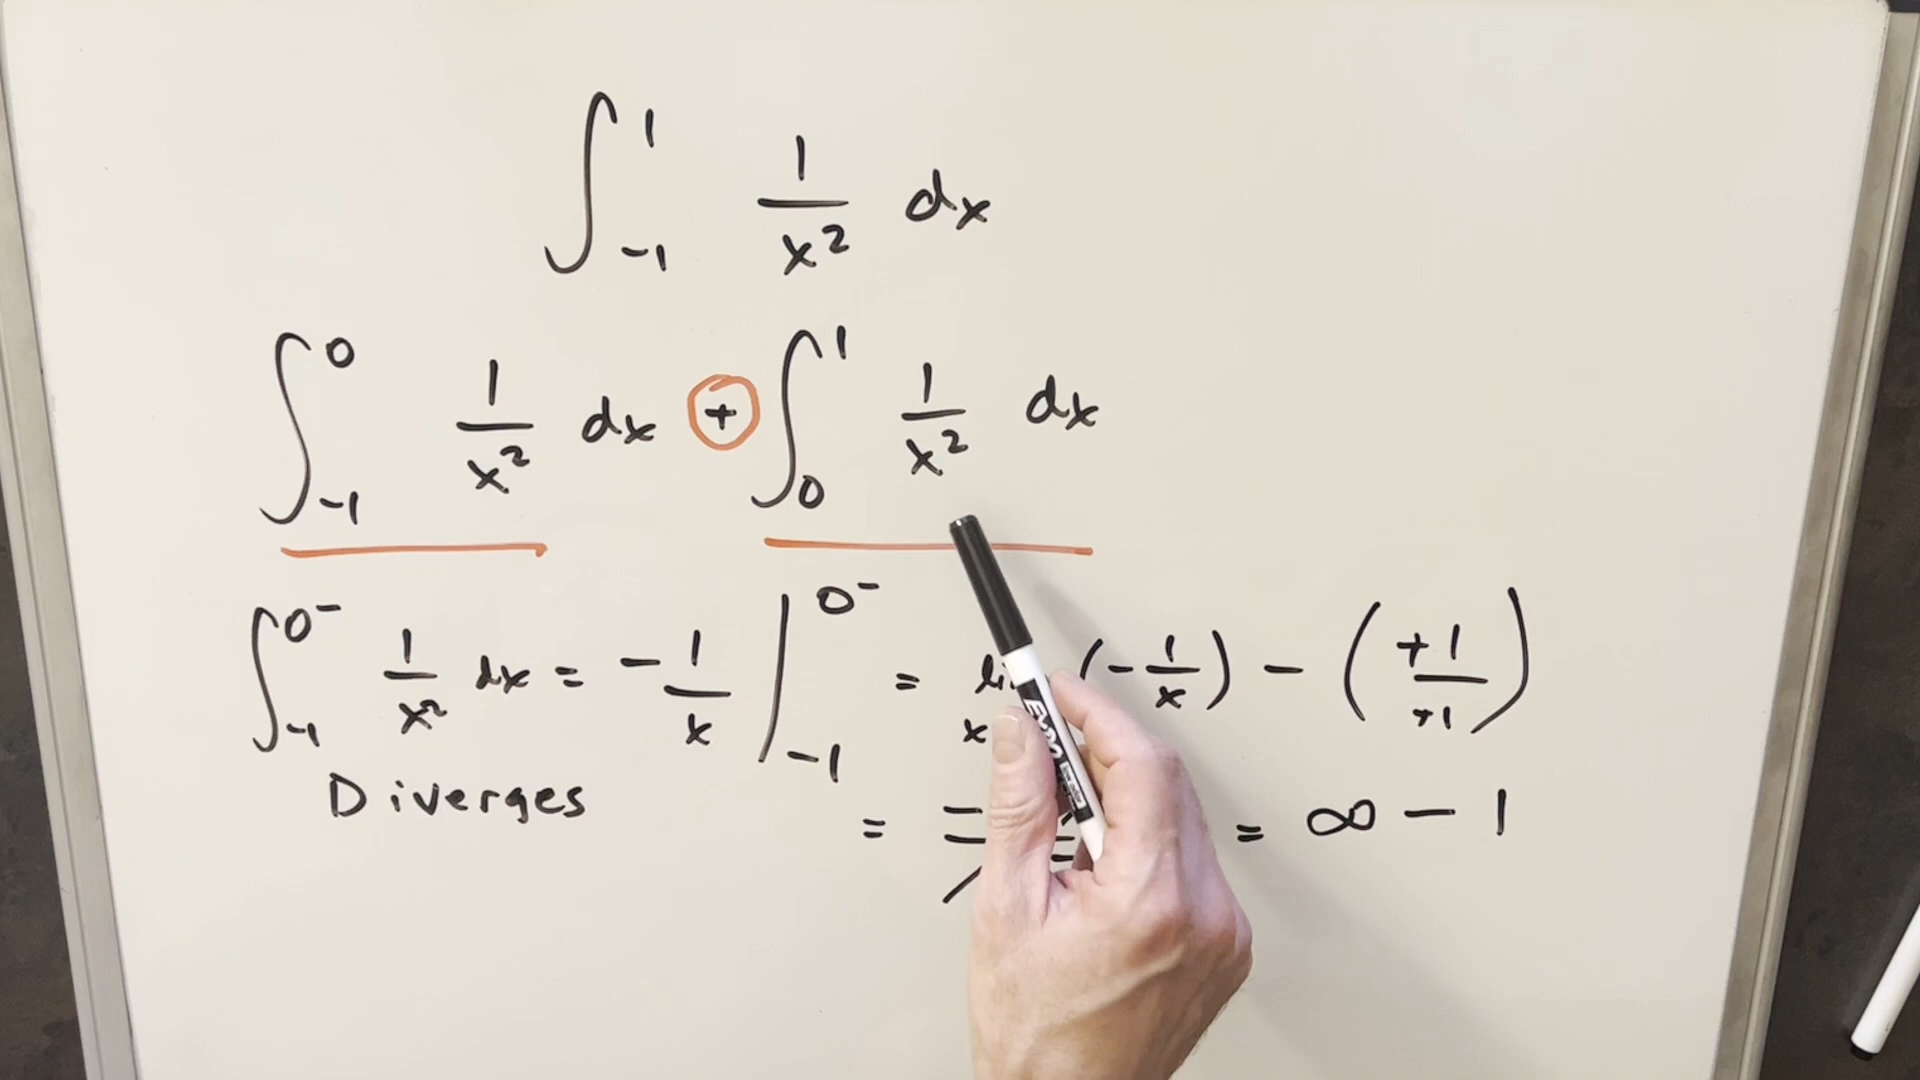 ∫_{-1}^{1} 1/x² dx
∫_{-1}^{0} 1/x² dx + ∫_{0}^{1} 1/x² dx
∫_{-1}^{0⁻} 1/x² dx = -1/x |_{-1}^{0⁻} = (-1/x) - (+1/+1)
Diverges
= = ∞ - 1
EXPO